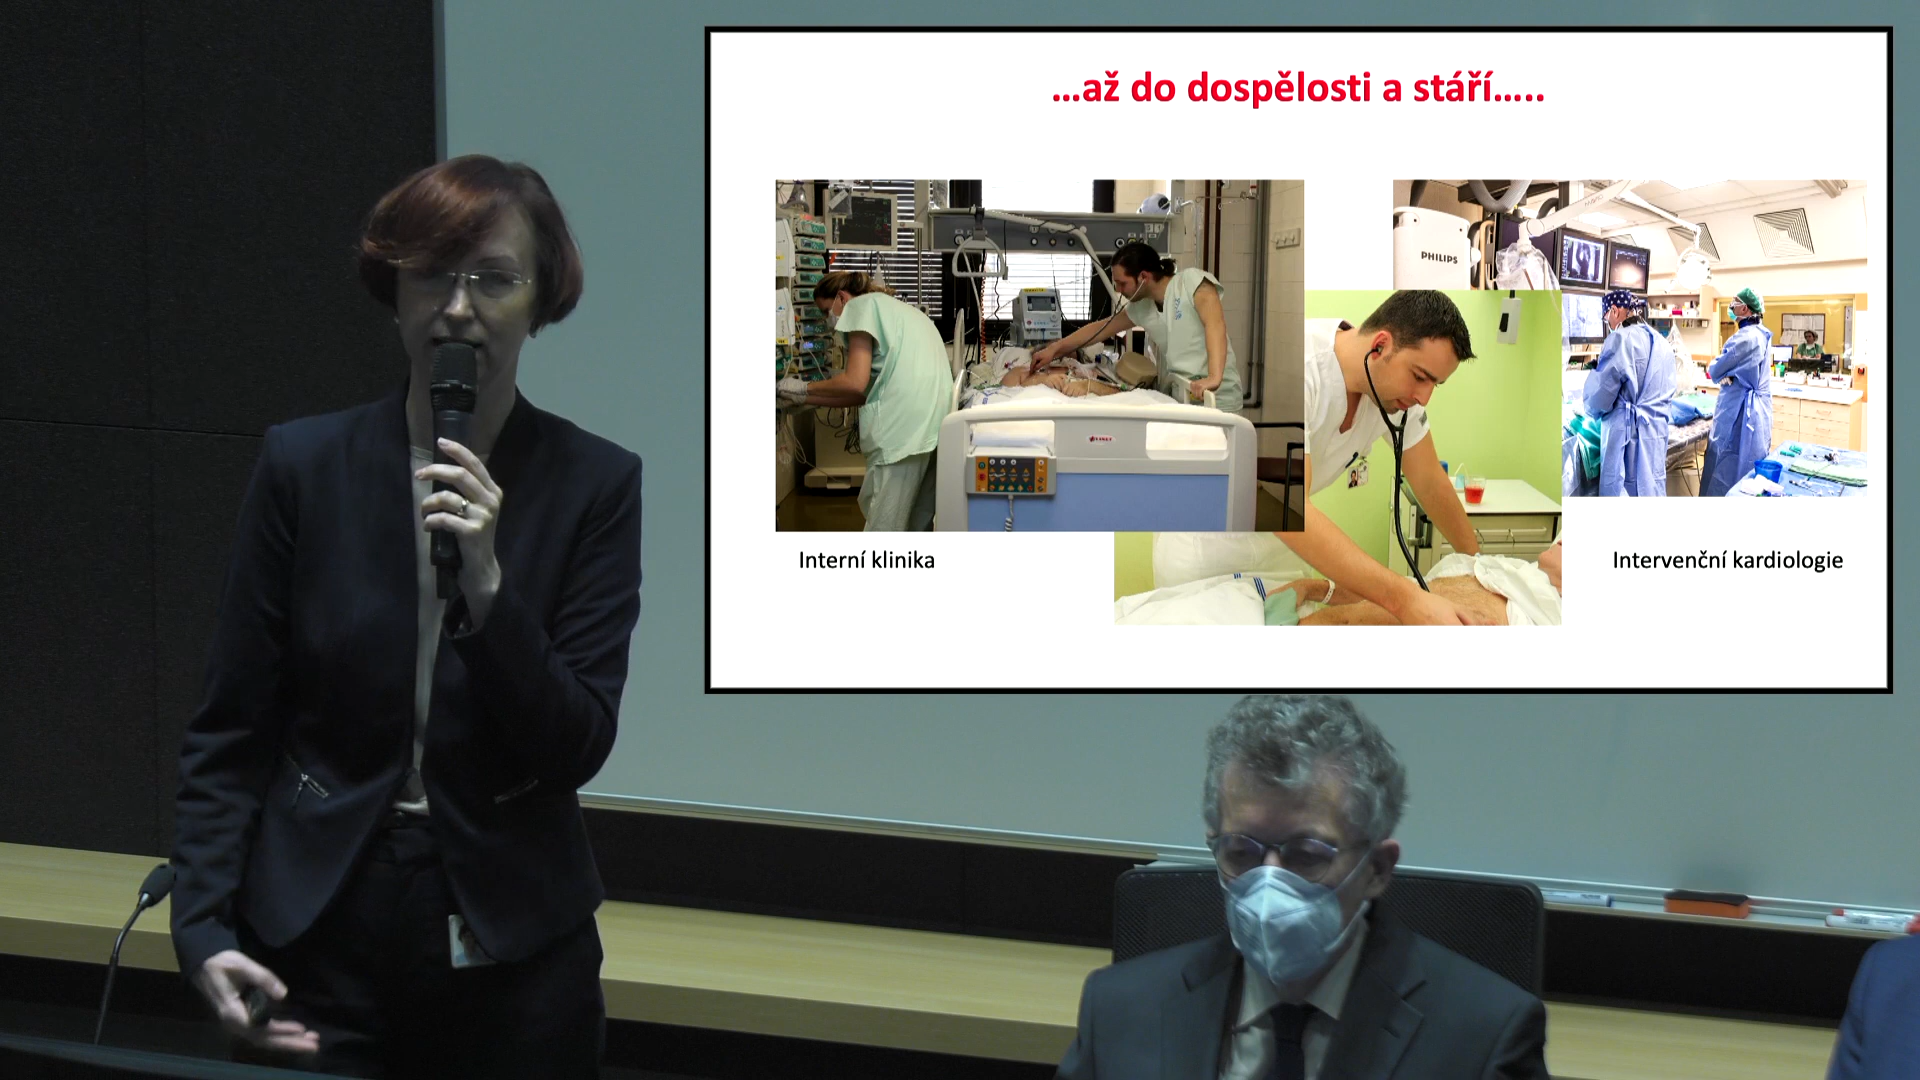 …až do dospělosti a stáří…..
PHILIPS
Interní klinika
Intervenční kardiologie